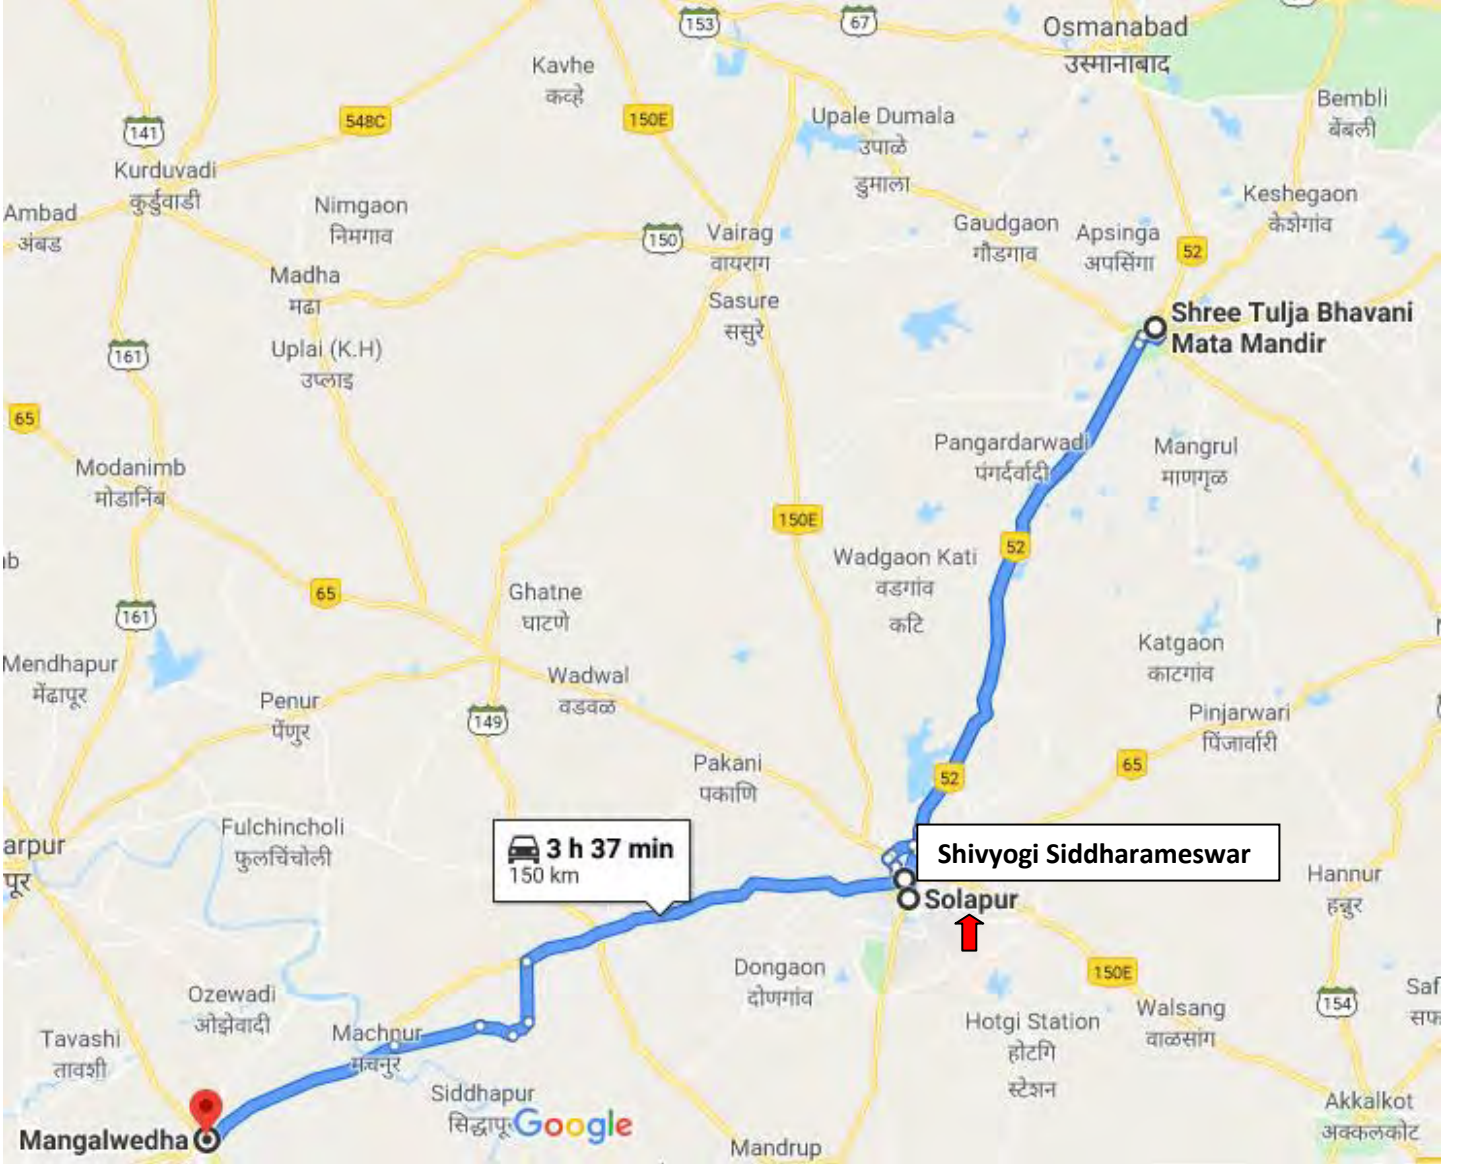 153
67
Osmanabad
उस्मानाबाद
Kavhe
कव्हे
Bembli
बेंबली
141
548C
150E
Upale Dumala
उपाळे
डुमाला
Kurduvadi
कुर्डुवाडी
Ambad
अंबड
Nimgaon
निमगाव
150
Vairag
वायराग
Gaudgaon
गौडगाव
Apsinga
अपसिंगा
52
Keshegaon
केशेगांव
Madha
मढा
Sasure
ससुरे
Shree Tulja Bhavani
Mata Mandir
161
Uplai (K.H)
उप्लाइ
65
Modanimb
मोडानिंब
Pangardarwadi
पंगर्दर्वादी
Mangrul
माणगृळ
150E
52
Wadgaon Kati
वडगांव
कटि
65
Ghatne
घाटणे
161
Mendhapur
मेंढापूर
Katgaon
काटगांव
Wadwal
वडवळ
Penur
पेंणुर
149
Pinjarwari
पिंजार्वारी
Pakani
पकाणि
52
65
arpur
पूर
Fulchincholi
फुलचिंचोली
3 h 37 min
150 km
Shivyogi Siddharameswar
Solapur
Hannur
हन्नुर
Dongaon
दोणगांव
150E
154
Saf
सफ
Ozewadi
ओझेवादी
Machnur
मचनुर
Hotgi Station
होटगि
स्टेशन
Walsang
वाळसांग
Tavashi
तावशी
Siddhapur
सिद्धापू
Google
Akkalkot
अक्कलकोट
Mangalwedha
Mandrup